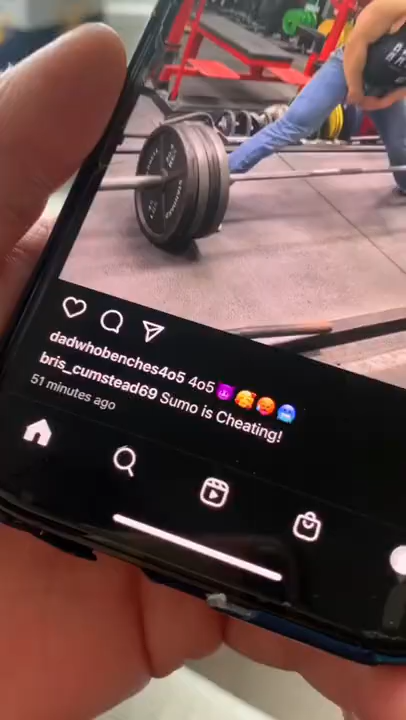 dadwhobenches4o5 4o5😈🥰🥵🥶
bris_cumstead69 Sumo is Cheating!
51 minutes ago